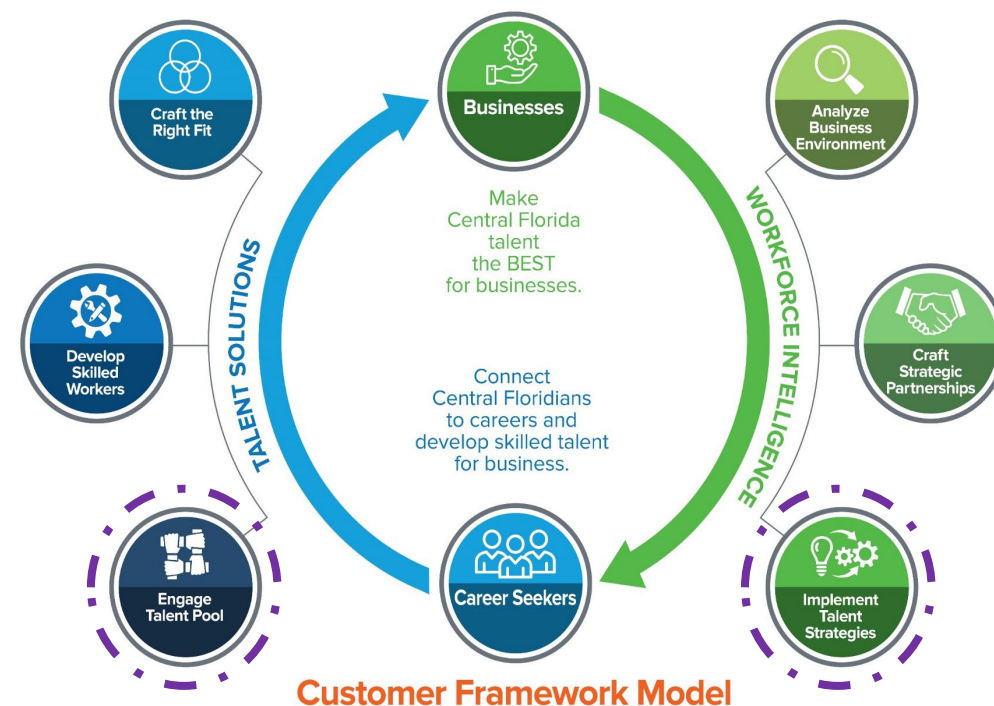 Craft the
Right Fit
Businesses
Analyze
Business
Environment
Make
Central Florida
talent
the BEST
for businesses.
TALENT SOLUTIONS
WORKFORCE INTELLIGENCE
Develop
Skilled
Workers
Craft
Strategic
Partnerships
Connect
Central Floridians
to careers and
develop skilled talent
for business.
Engage
Talent Pool
Career Seekers
Implement
Talent
Strategies
Customer Framework Model